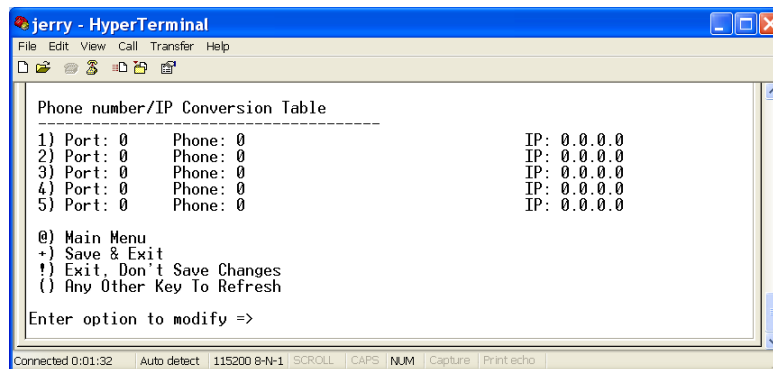 jerry - HyperTerminal
File Edit View Call Transfer Help
Phone number/IP Conversion Table
--------------------------------------
1) Port: 0 Phone: 0 IP: 0.0.0.0
2) Port: 0 Phone: 0 IP: 0.0.0.0
3) Port: 0 Phone: 0 IP: 0.0.0.0
4) Port: 0 Phone: 0 IP: 0.0.0.0
5) Port: 0 Phone: 0 IP: 0.0.0.0
@) Main Menu
+) Save & Exit
!) Exit, Don't Save Changes
() Any Other Key To Refresh
Enter option to modify =>
Connected 0:01:32 Auto detect 115200 8-N-1 SCROLL CAPS NUM Capture Print echo